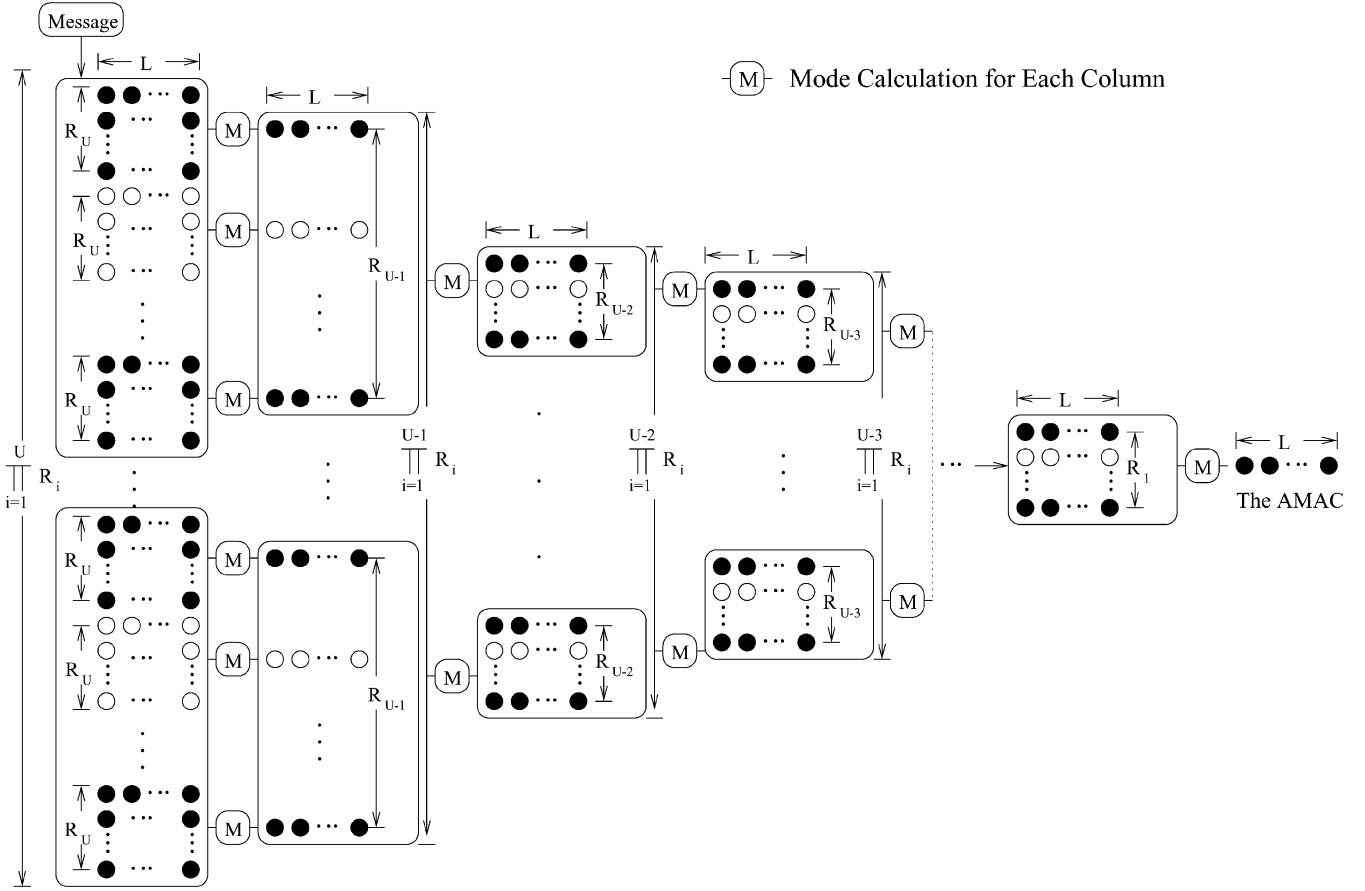 Message
L
M Mode Calculation for Each Column
R_U
M
L
R_U
M
R_U-1
R_U
M
M
L
R_U-2
M
L
R_U-3
M
U
∏ R_i
i=1
U-1
∏ R_i
i=1
U-2
∏ R_i
i=1
U-3
∏ R_i
i=1
L
R_1
M
L
The AMAC
R_U
M
R_U
M
R_U-1
R_U
M
M
R_U-2
M
R_U-3
M